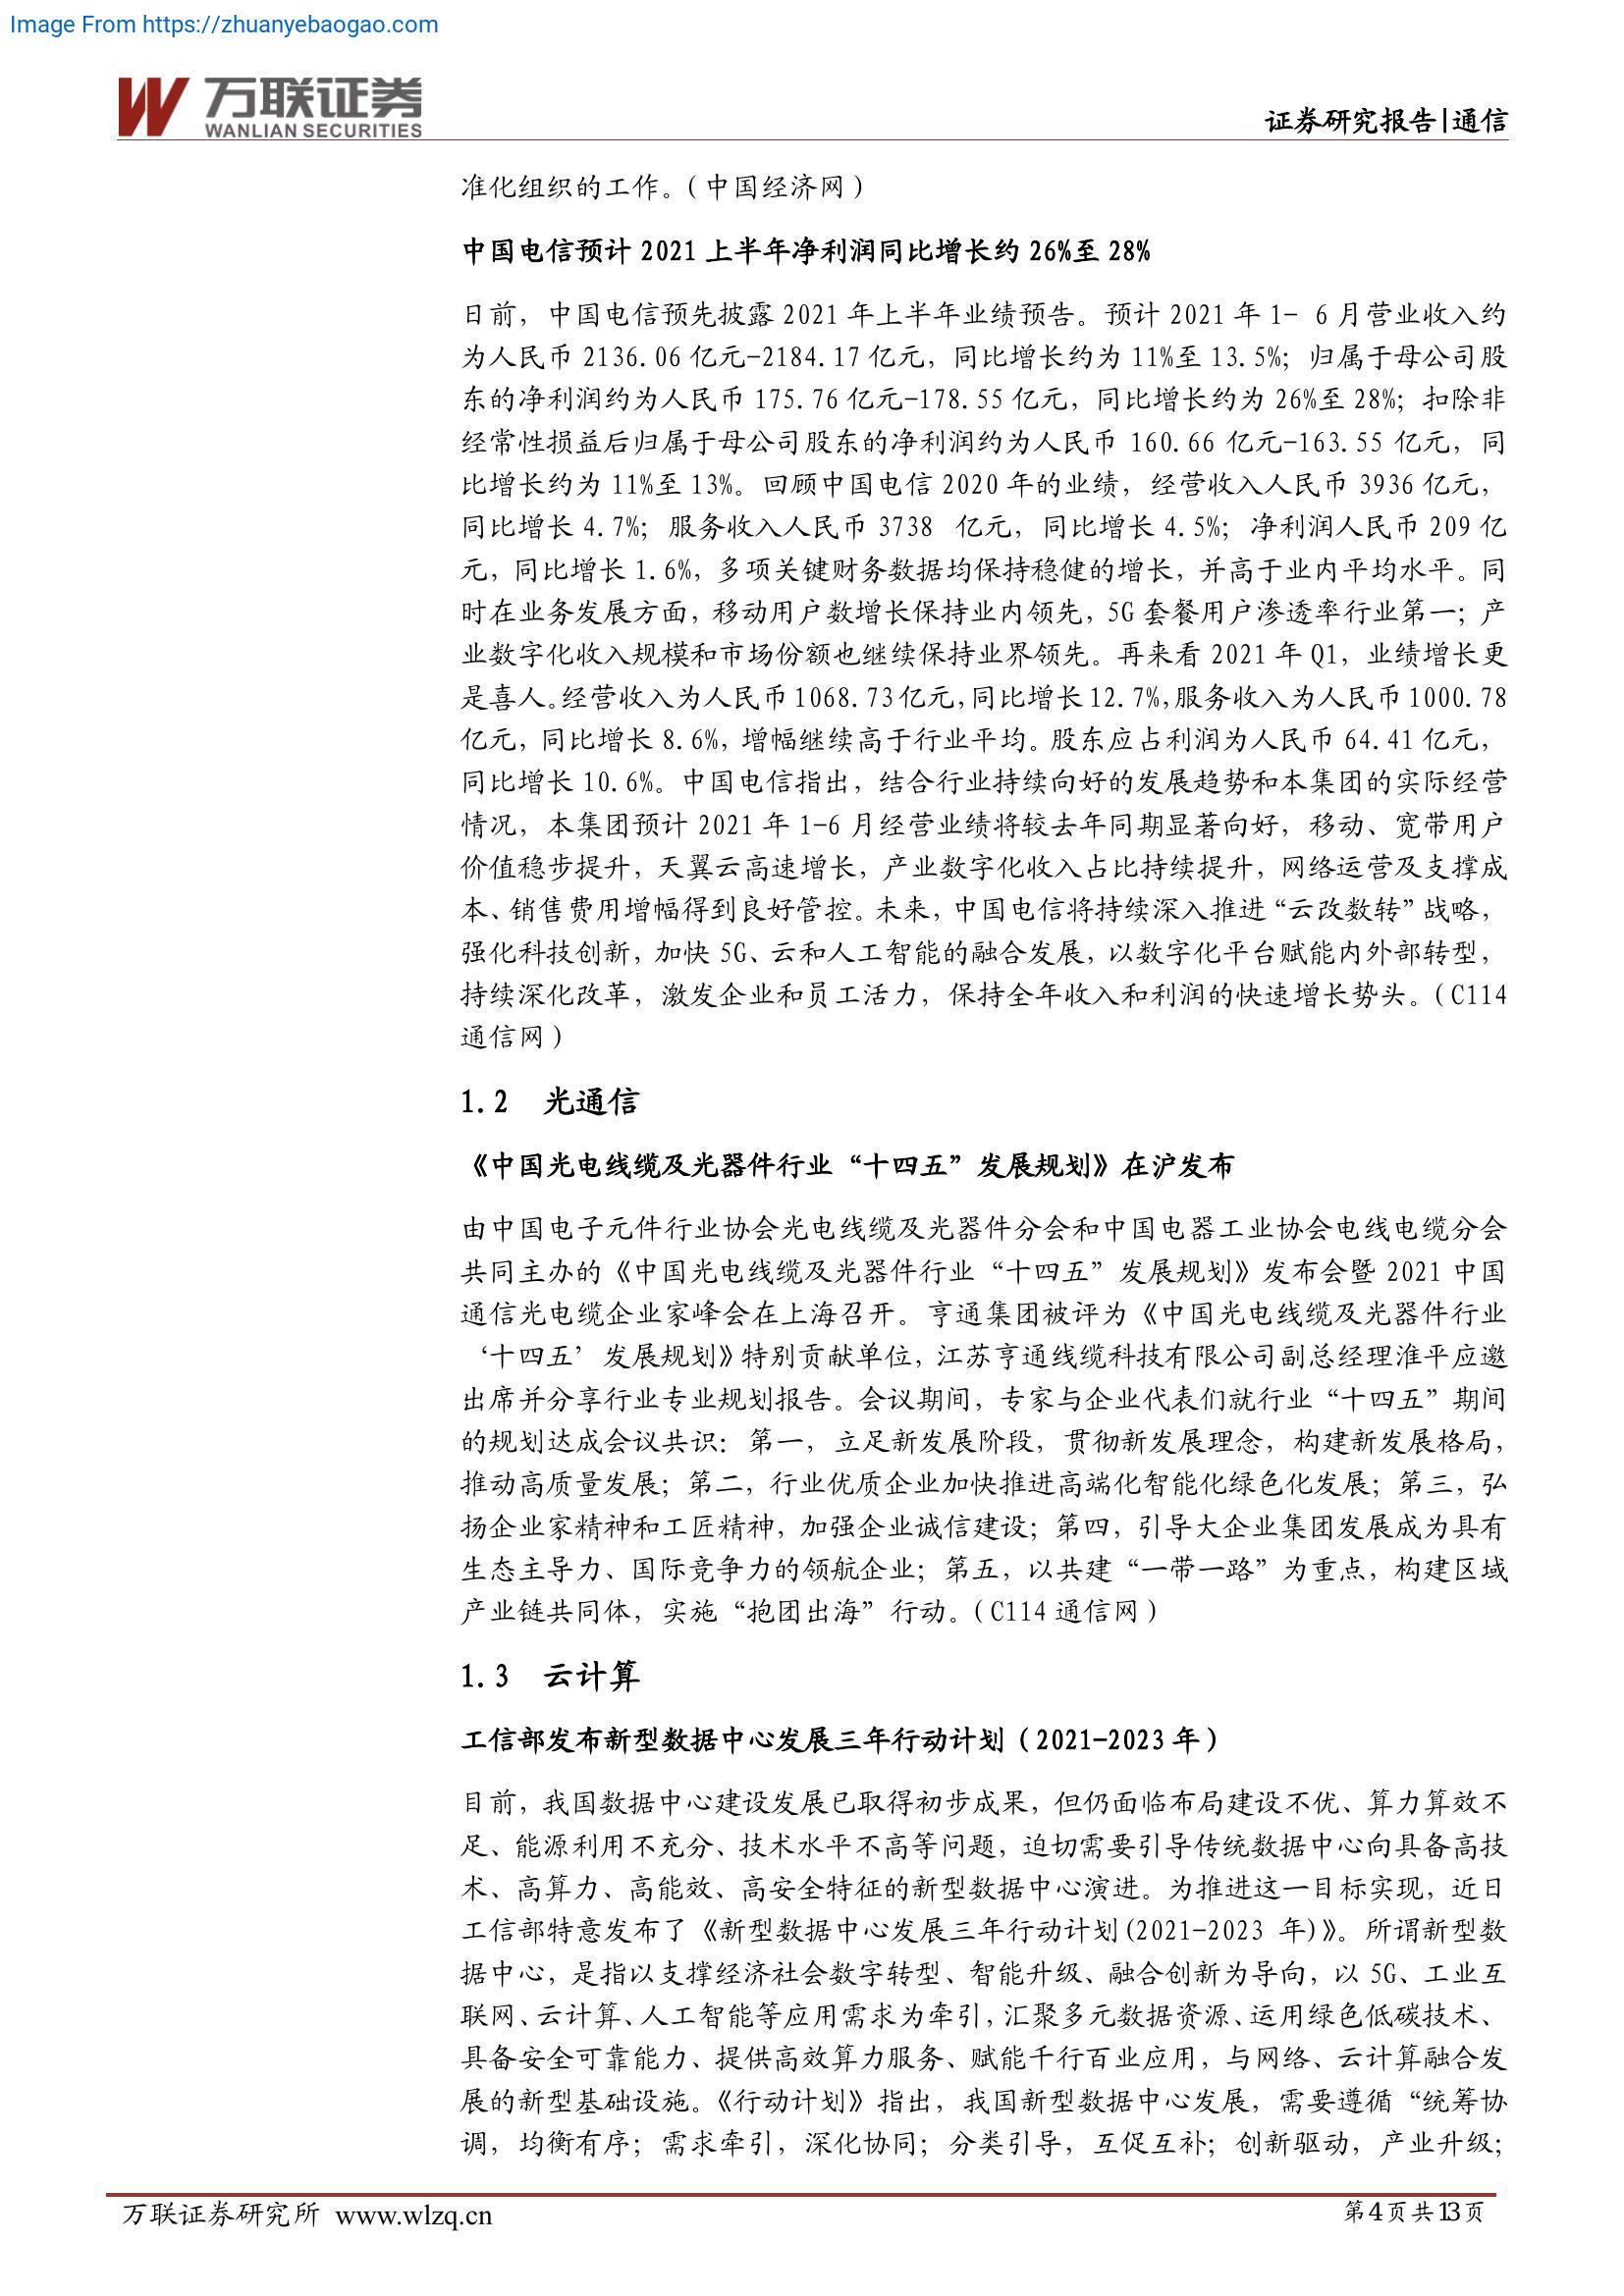 Image From https://zhuanyebaogao.com
万联证券
WANLIAN SECURITIES
证券研究报告|通信
准化组织的工作。（中国经济网）
中国电信预计 2021 上半年净利润同比增长约 26%至 28%
日前，中国电信预先披露 2021 年上半年业绩预告。预计 2021 年 1- 6 月营业收入约
为人民币 2136.06 亿元-2184.17 亿元，同比增长约为 11%至 13.5%；归属于母公司股
东的净利润约为人民币 175.76 亿元-178.55 亿元，同比增长约为 26%至 28%；扣除非
经常性损益后归属于母公司股东的净利润约为人民币 160.66 亿元-163.55 亿元，同
比增长约为 11%至 13%。回顾中国电信 2020 年的业绩，经营收入人民币 3936 亿元，
同比增长 4.7%；服务收入人民币 3738 亿元，同比增长 4.5%；净利润人民币 209 亿
元，同比增长 1.6%，多项关键财务数据均保持稳健的增长，并高于业内平均水平。同
时在业务发展方面，移动用户数增长保持业内领先，5G 套餐用户渗透率行业第一；产
业数字化收入规模和市场份额也继续保持业界领先。再来看 2021 年 Q1，业绩增长更
是喜人。经营收入为人民币 1068.73 亿元，同比增长 12.7%，服务收入为人民币 1000.78
亿元，同比增长 8.6%，增幅继续高于行业平均。股东应占利润为人民币 64.41 亿元，
同比增长 10.6%。中国电信指出，结合行业持续向好的发展趋势和本集团的实际经营
情况，本集团预计 2021 年 1-6 月经营业绩将较去年同期显著向好，移动、宽带用户
价值稳步提升，天翼云高速增长，产业数字化收入占比持续提升，网络运营及支撑成
本、销售费用增幅得到良好管控。未来，中国电信将持续深入推进“云改数转”战略，
强化科技创新，加快 5G、云和人工智能的融合发展，以数字化平台赋能内外部转型，
持续深化改革，激发企业和员工活力，保持全年收入和利润的快速增长势头。（C114
通信网）
1.2 光通信
《中国光电线缆及光器件行业“十四五”发展规划》在沪发布
由中国电子元件行业协会光电线缆及光器件分会和中国电器工业协会电线电缆分会
共同主办的《中国光电线缆及光器件行业“十四五”发展规划》发布会暨 2021 中国
通信光电缆企业家峰会在上海召开。亨通集团被评为《中国光电线缆及光器件行业
‘十四五’发展规划》特别贡献单位，江苏亨通线缆科技有限公司副总经理淮平应邀
出席并分享行业专业规划报告。会议期间，专家与企业代表们就行业“十四五”期间
的规划达成会议共识：第一，立足新发展阶段，贯彻新发展理念，构建新发展格局，
推动高质量发展；第二，行业优质企业加快推进高端化智能化绿色化发展；第三，弘
扬企业家精神和工匠精神，加强企业诚信建设；第四，引导大企业集团发展成为具有
生态主导力、国际竞争力的领航企业；第五，以共建“一带一路”为重点，构建区域
产业链共同体，实施“抱团出海”行动。（C114 通信网）
1.3 云计算
工信部发布新型数据中心发展三年行动计划（2021-2023 年）
目前，我国数据中心建设发展已取得初步成果，但仍面临布局建设不优、算力算效不
足、能源利用不充分、技术水平不高等问题，迫切需要引导传统数据中心向具备高技
术、高算力、高能效、高安全特征的新型数据中心演进。为推进这一目标实现，近日
工信部特意发布了《新型数据中心发展三年行动计划(2021-2023 年)》。所谓新型数
据中心，是指以支撑经济社会数字转型、智能升级、融合创新为导向，以 5G、工业互
联网、云计算、人工智能等应用需求为牵引，汇聚多元数据资源、运用绿色低碳技术、
具备安全可靠能力、提供高效算力服务、赋能千行百业应用，与网络、云计算融合发
展的新型基础设施。《行动计划》指出，我国新型数据中心发展，需要遵循“统筹协
调，均衡有序；需求牵引，深化协同；分类引导，互促互补；创新驱动，产业升级；
万联证券研究所 www.wlzq.cn
第4页共13页